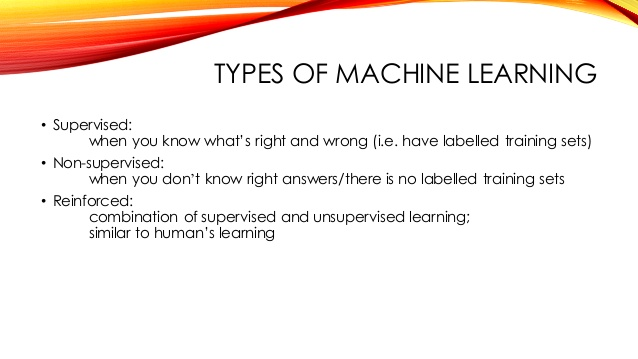 TYPES OF MACHINE LEARNING
• Supervised:
when you know what's right and wrong (i.e. have labelled training sets)
• Non-supervised:
when you don't know right answers/there is no labelled training sets
• Reinforced:
combination of supervised and unsupervised learning;
similar to human's learning